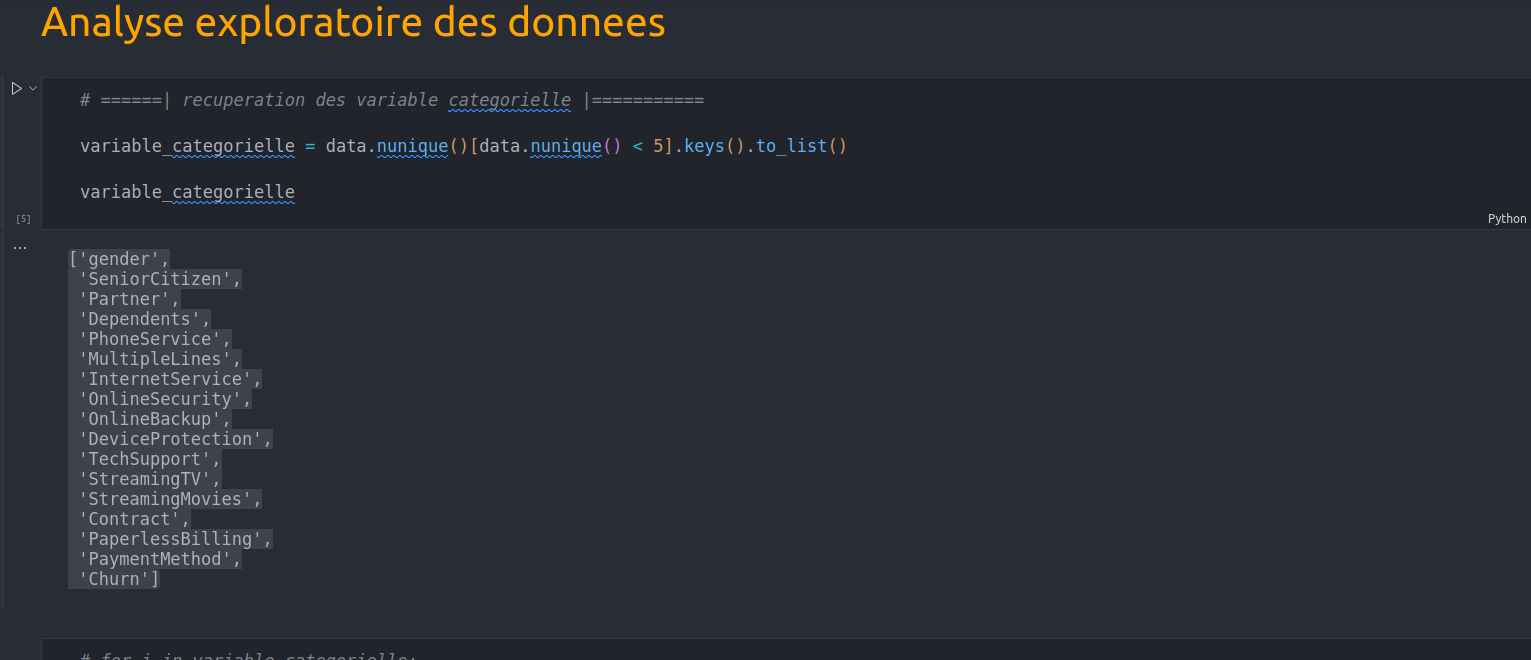 Analyse exploratoire des donnees
# ======| recuperation des variable categorielle |===========
variable_categorielle = data.nunique()[data.nunique() < 5].keys().to_list()
variable_categorielle
[5]
Python
...
['gender',
'SeniorCitizen',
'Partner',
'Dependents',
'PhoneService',
'MultipleLines',
'InternetService',
'OnlineSecurity',
'OnlineBackup',
'DeviceProtection',
'TechSupport',
'StreamingTV',
'StreamingMovies',
'Contract',
'PaperlessBilling',
'PaymentMethod',
'Churn']
# for i in variable_categorielle: